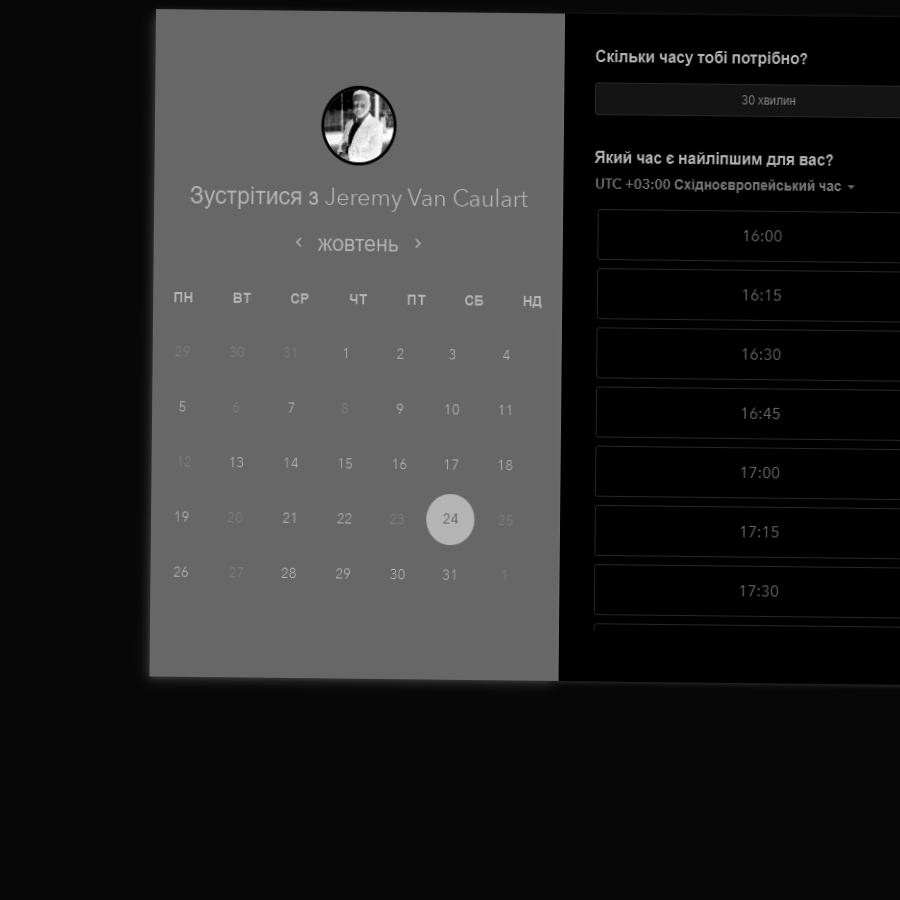 Зустрітися з Jeremy Van Caulart
жовтень
ПН ВТ СР ЧТ ПТ СБ НД
29 30 31 1 2 3 4
5 6 7 8 9 10 11
12 13 14 15 16 17 18
19 20 21 22 23 24 25
26 27 28 29 30 31 1
Скільки часу тобі потрібно?
30 хвилин
Який час є найліпшим для вас?
UTC +03:00 Східноєвропейський час
16:00
16:15
16:30
16:45
17:00
17:15
17:30